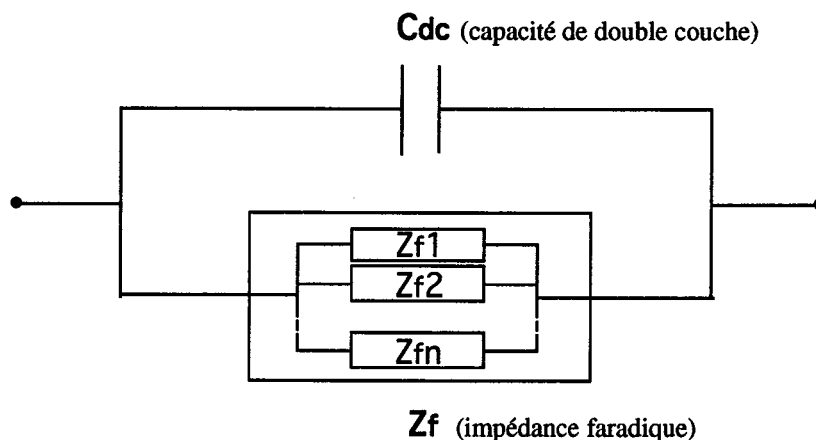 Cdc (capacité de double couche)
Zf1
Zf2
Zfn
Zf (impédance faradique)